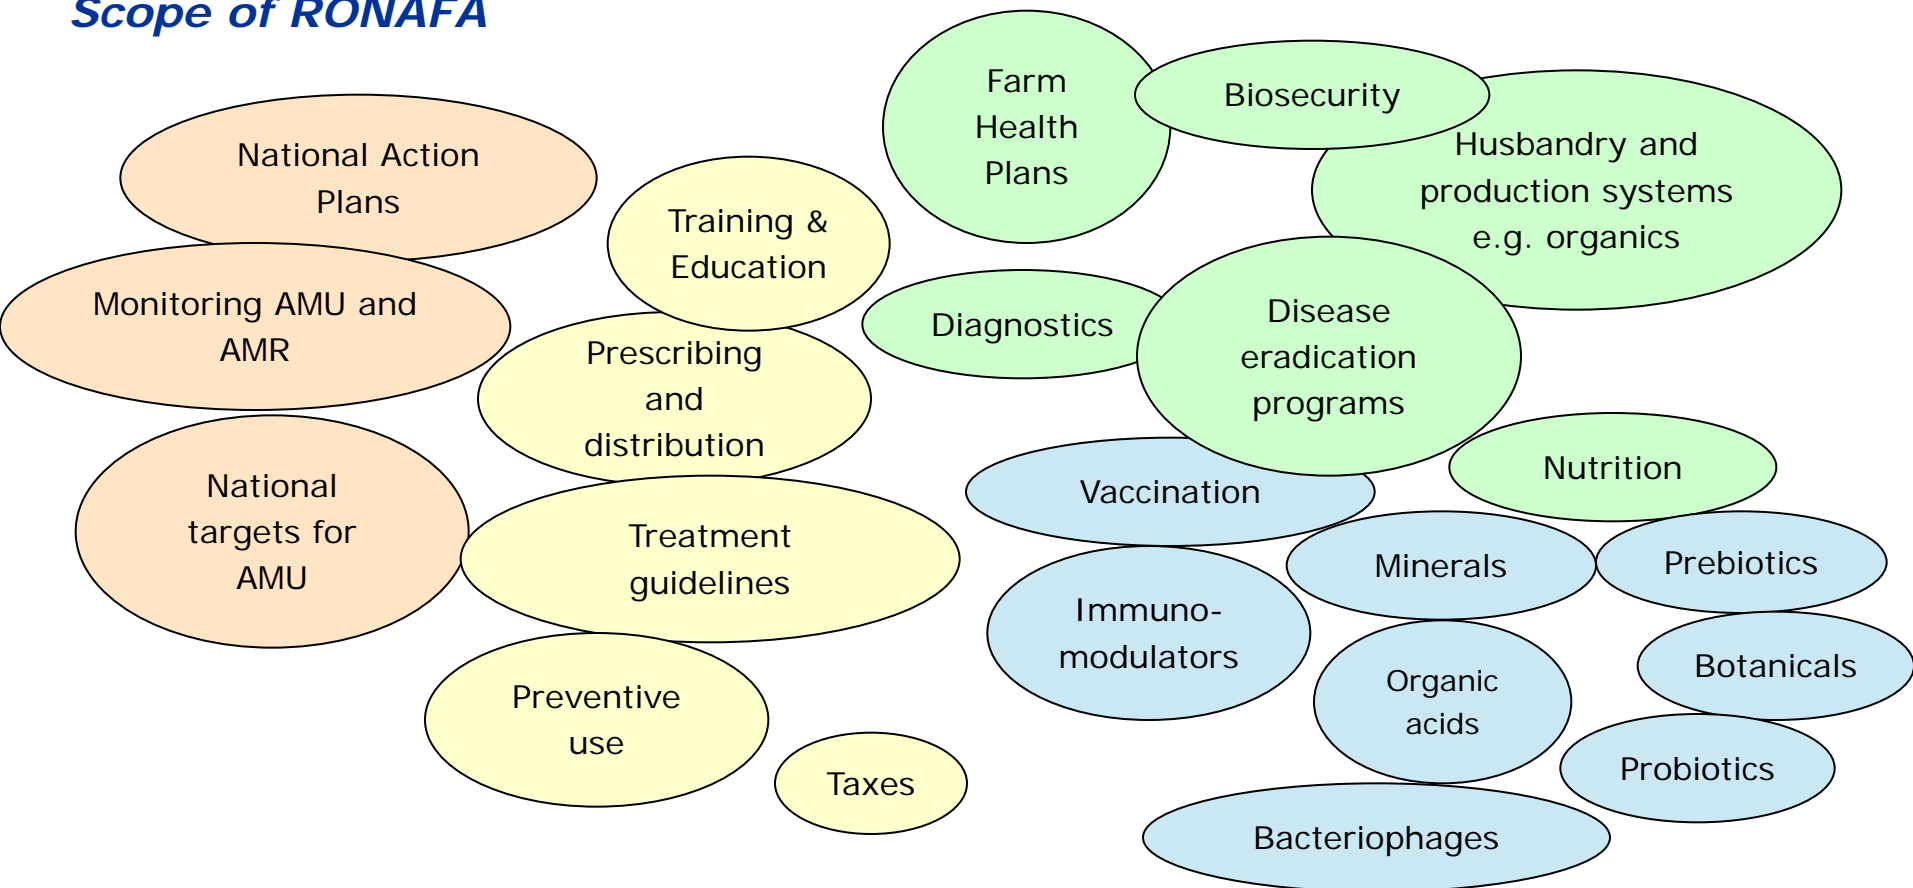 Scope of RONAFA
National Action
Plans
Monitoring AMU and
AMR
National
targets for
AMU
Training &
Education
Prescribing
and
distribution
Treatment
guidelines
Preventive
use
Taxes
Farm
Health
Plans
Biosecurity
Husbandry and
production systems
e.g. organics
Diagnostics
Disease
eradication
programs
Nutrition
Vaccination
Immuno-
modulators
Minerals
Prebiotics
Organic
acids
Botanicals
Probiotics
Bacteriophages